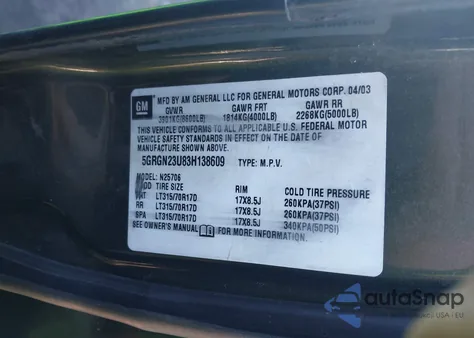 GM
MFD BY AM GENERAL LLC FOR GENERAL MOTORS CORP. 04/03
GVWR GAWR FRT GAWR RR
3901KG(8600LB) 1814KG(4000LB) 2268KG(5000LB)
VEHICLE CONFORMS TO ALL APPLICABLE U.S. FEDERAL MOTOR
VEHICLE SAFETY STANDARDS IN EFFECT ON THE
DATE OF MANUFACTURE SHOWN ABOVE.
5GRGN23U83H138609 TYPE: M.P.V.
MODEL: N25706
TIRE SIZE RIM COLD TIRE PRESSURE
FRT LT315/70R17D 17X8.5J 260KPA(37PSI)
RR LT315/70R17D 17X8.5J 260KPA(37PSI)
SPA LT315/70R17D 17X8.5J 340KPA(50PSI)
SEE OWNER'S MANUAL FOR MORE INFORMATION.
autoSnap
USA - EU